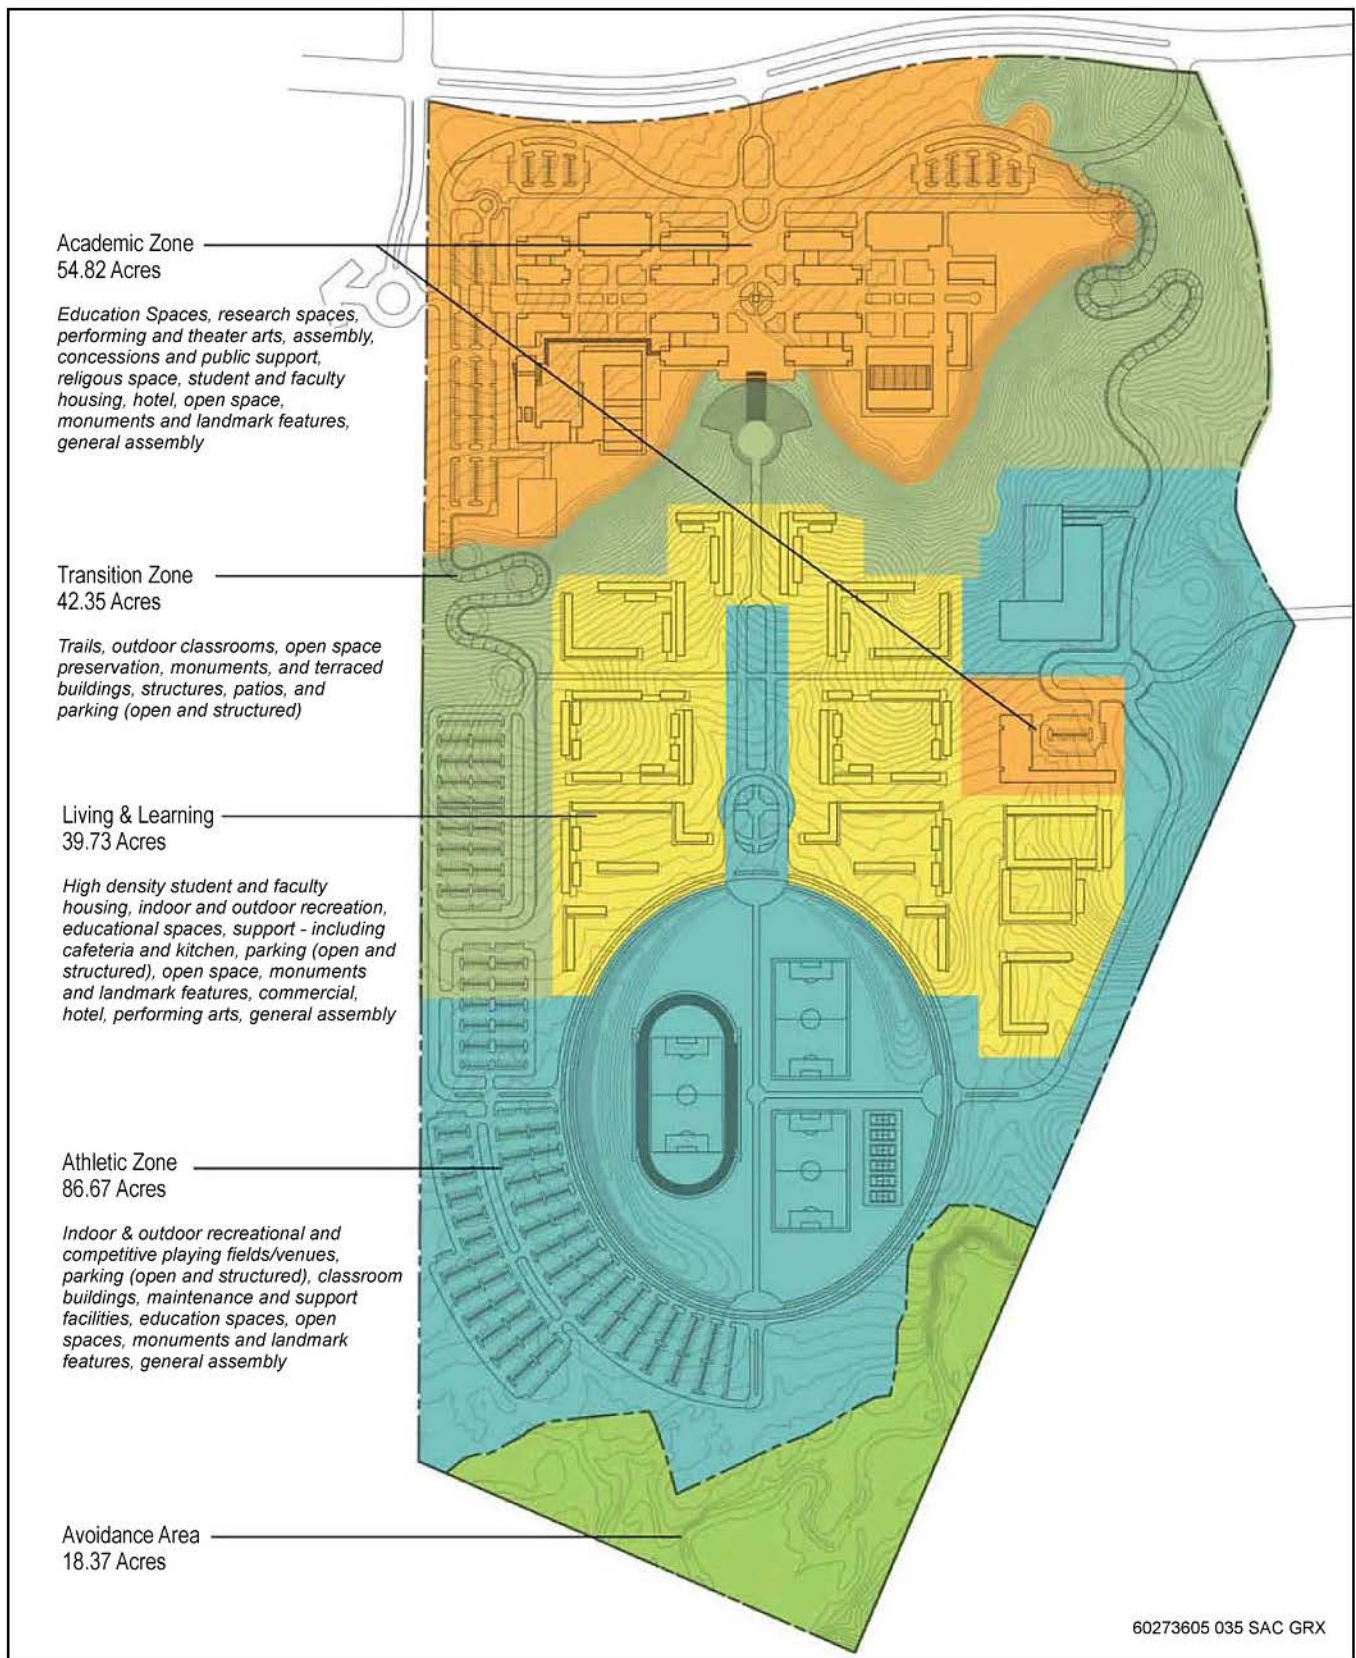 Academic Zone
54.82 Acres
Education Spaces, research spaces,
performing and theater arts, assembly,
concessions and public support,
religous space, student and faculty
housing, hotel, open space,
monuments and landmark features,
general assembly
Transition Zone
42.35 Acres
Trails, outdoor classrooms, open space
preservation, monuments, and terraced
buildings, structures, patios, and
parking (open and structured)
Living & Learning
39.73 Acres
High density student and faculty
housing, indoor and outdoor recreation,
educational spaces, support - including
cafeteria and kitchen, parking (open and
structured), open space, monuments
and landmark features, commercial,
hotel, performing arts, general assembly
Athletic Zone
86.67 Acres
Indoor & outdoor recreational and
competitive playing fields/venues,
parking (open and structured), classroom
buildings, maintenance and support
facilities, education spaces, open
spaces, monuments and landmark
features, general assembly
Avoidance Area
18.37 Acres
60273605 035 SAC GRX